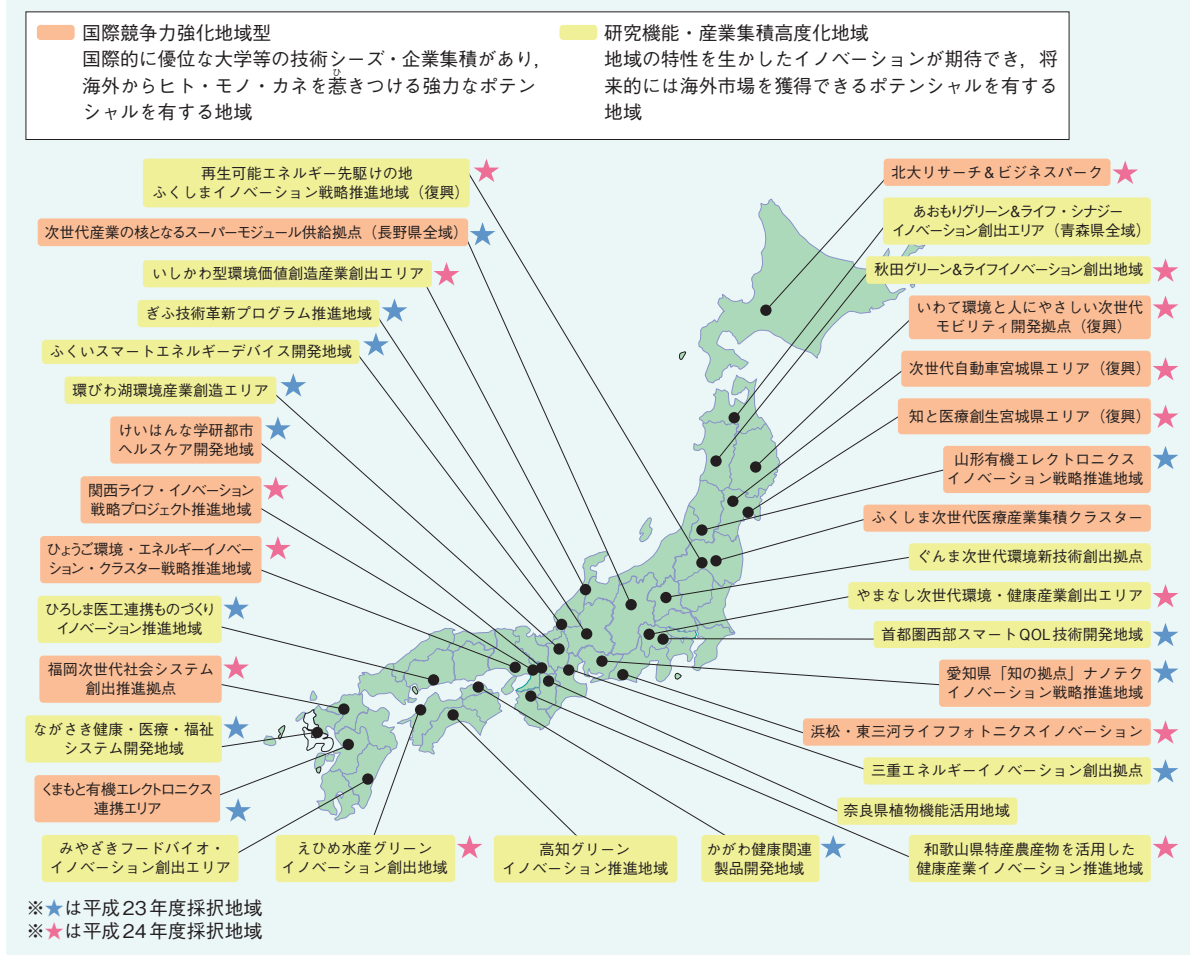 国際競争力強化地域型
国際的に優位な大学等の技術シーズ・企業集積があり,
海外からヒト・モノ・カネを惹きつける強力なポテン
ひ
シャルを有する地域
研究機能・産業集積高度化地域
地域の特性を生かしたイノベーションが期待でき，将
来的には海外市場を獲得できるポテンシャルを有する
地域
再生可能エネルギー先駆けの地
ふくしまイノベーション戦略推進地域（復興）
★
次世代産業の核となるスーパーモジュール供給拠点（長野県全域）
★
いしかわ型環境価値創造産業創出エリア
★
ぎふ技術革新プログラム推進地域
★
ふくいスマートエネルギーデバイス開発地域
★
環びわ湖環境産業創造エリア
★
けいはんな学研都市
ヘルスケア開発地域
★
関西ライフ・イノベーション
戦略プロジェクト推進地域
★
ひょうご環境・エネルギーイノベー
ション・クラスター戦略推進地域
★
ひろしま医工連携ものづくり
イノベーション推進地域
★
福岡次世代社会システム
創出推進拠点
★
ながさき健康・医療・福祉
システム開発地域
★
くまもと有機エレクトロニクス
連携エリア
★
みやざきフードバイオ・
イノベーション創出エリア
えひめ水産グリーン
イノベーション創出地域
★
高知グリーン
イノベーション推進地域
かがわ健康関連
製品開発地域
★
北大リサーチ＆ビジネスパーク
★
あおもりグリーン&ライフ・シナジー
イノベーション創出エリア（青森県全域）
秋田グリーン&ライフイノベーション創出地域
★
いわて環境と人にやさしい次世代
モビリティ開発拠点（復興）
★
次世代自動車宮城県エリア（復興）
★
知と医療創生宮城県エリア（復興）
★
山形有機エレクトロニクス
イノベーション戦略推進地域
★
ふくしま次世代医療産業集積クラスター
ぐんま次世代環境新技術創出拠点
やまなし次世代環境・健康産業創出エリア
★
首都圏西部スマートQOL技術開発地域
★
愛知県「知の拠点」ナノテク
イノベーション戦略推進地域
★
浜松・東三河ライフフォトニクスイノベーション
★
三重エネルギーイノベーション創出拠点
★
奈良県植物機能活用地域
和歌山県特産農産物を活用した
健康産業イノベーション推進地域
★
※★は平成23年度採択地域
※★は平成24年度採択地域